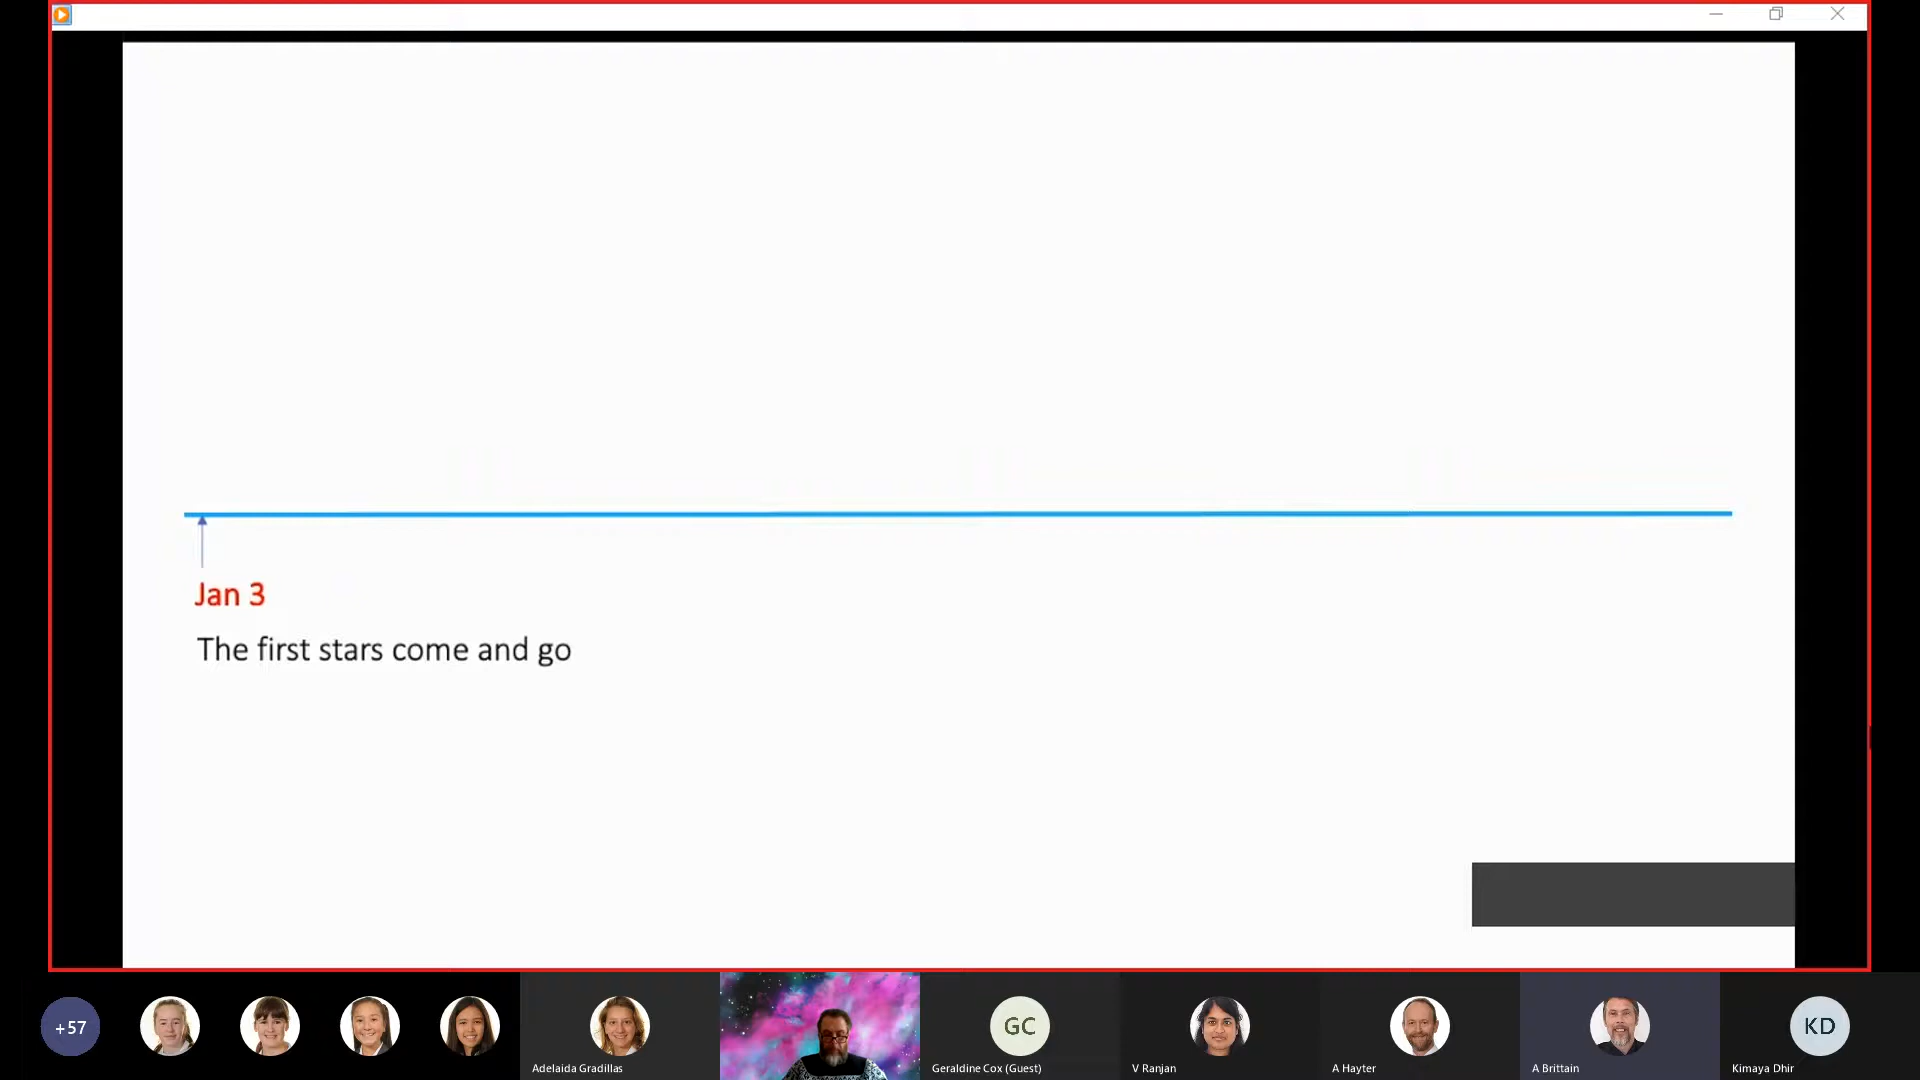 Jan 3
The first stars come and go
+57
Adelaida Gradillas
GC
Geraldine Cox (Guest)
V Ranjan
A Hayter
A Brittain
KD
Kimaya Dhir